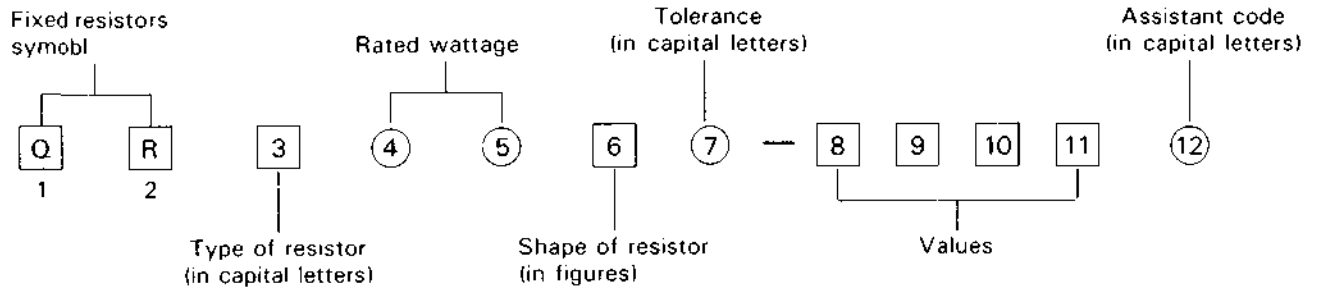 Fixed resistors
symobl
Rated wattage
Tolerance
(in capital letters)
Assistant code
(in capital letters)
Q R 3 4 5 6 7 — 8 9 10 11 12
1 2
Type of resistor
(in capital letters)
Shape of resistor
(in figures)
Values